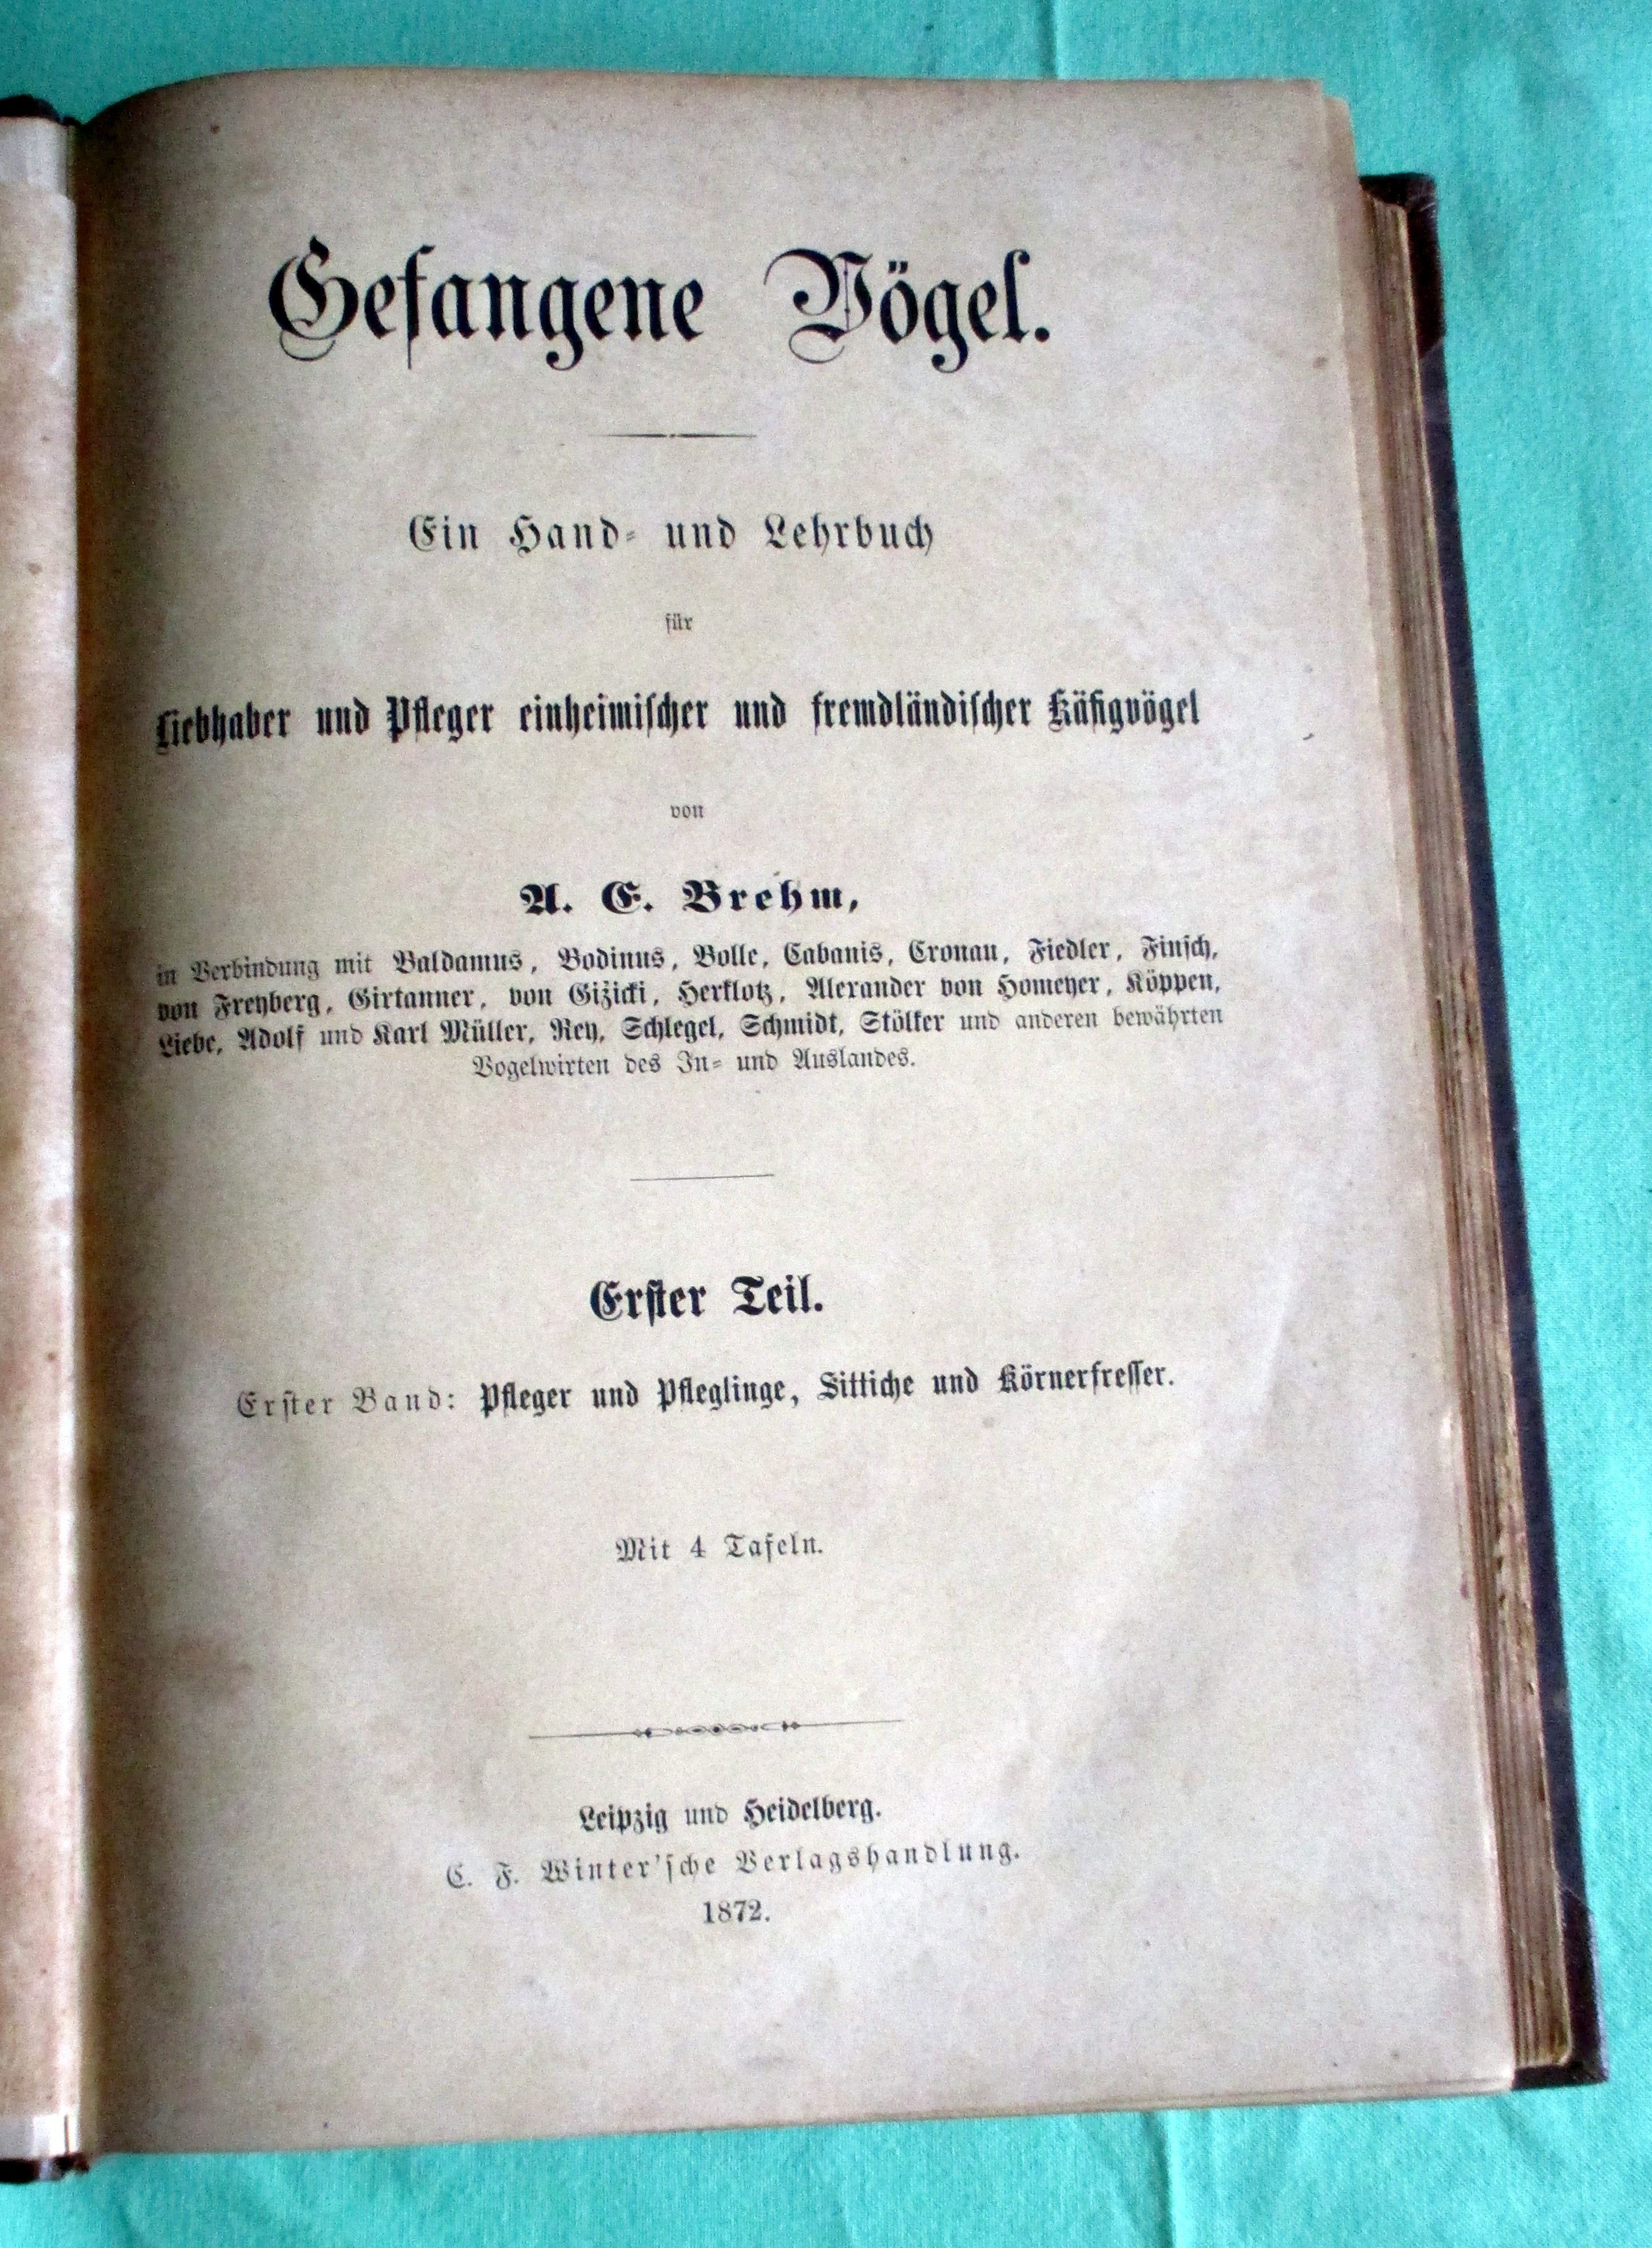 Gefangene Vögel.
Ein Hand- und Lehrbuch
für
Liebhaber und Pfleger einheimischer und fremdländischer Käfigvögel
von
A. E. Brehm,
in Verbindung mit Baldamus, Bodinus, Bolle, Cabanis, Cronau, Fiedler, Finsch,
von Freyberg, Girtanner, von Gizicki, Herklotz, Alexander von Homeyer, Köppen,
Liebe, Adolf und Karl Müller, Rey, Schlegel, Schmidt, Stölker und anderen bewährten
Vogelwirten des In- und Auslandes.
Erster Teil.
Erster Band: Pfleger und Pfleglinge, Sittiche und Körnerfresser.
Mit 4 Tafeln.
Leipzig und Heidelberg.
C. F. Winter'sche Verlagshandlung.
1872.